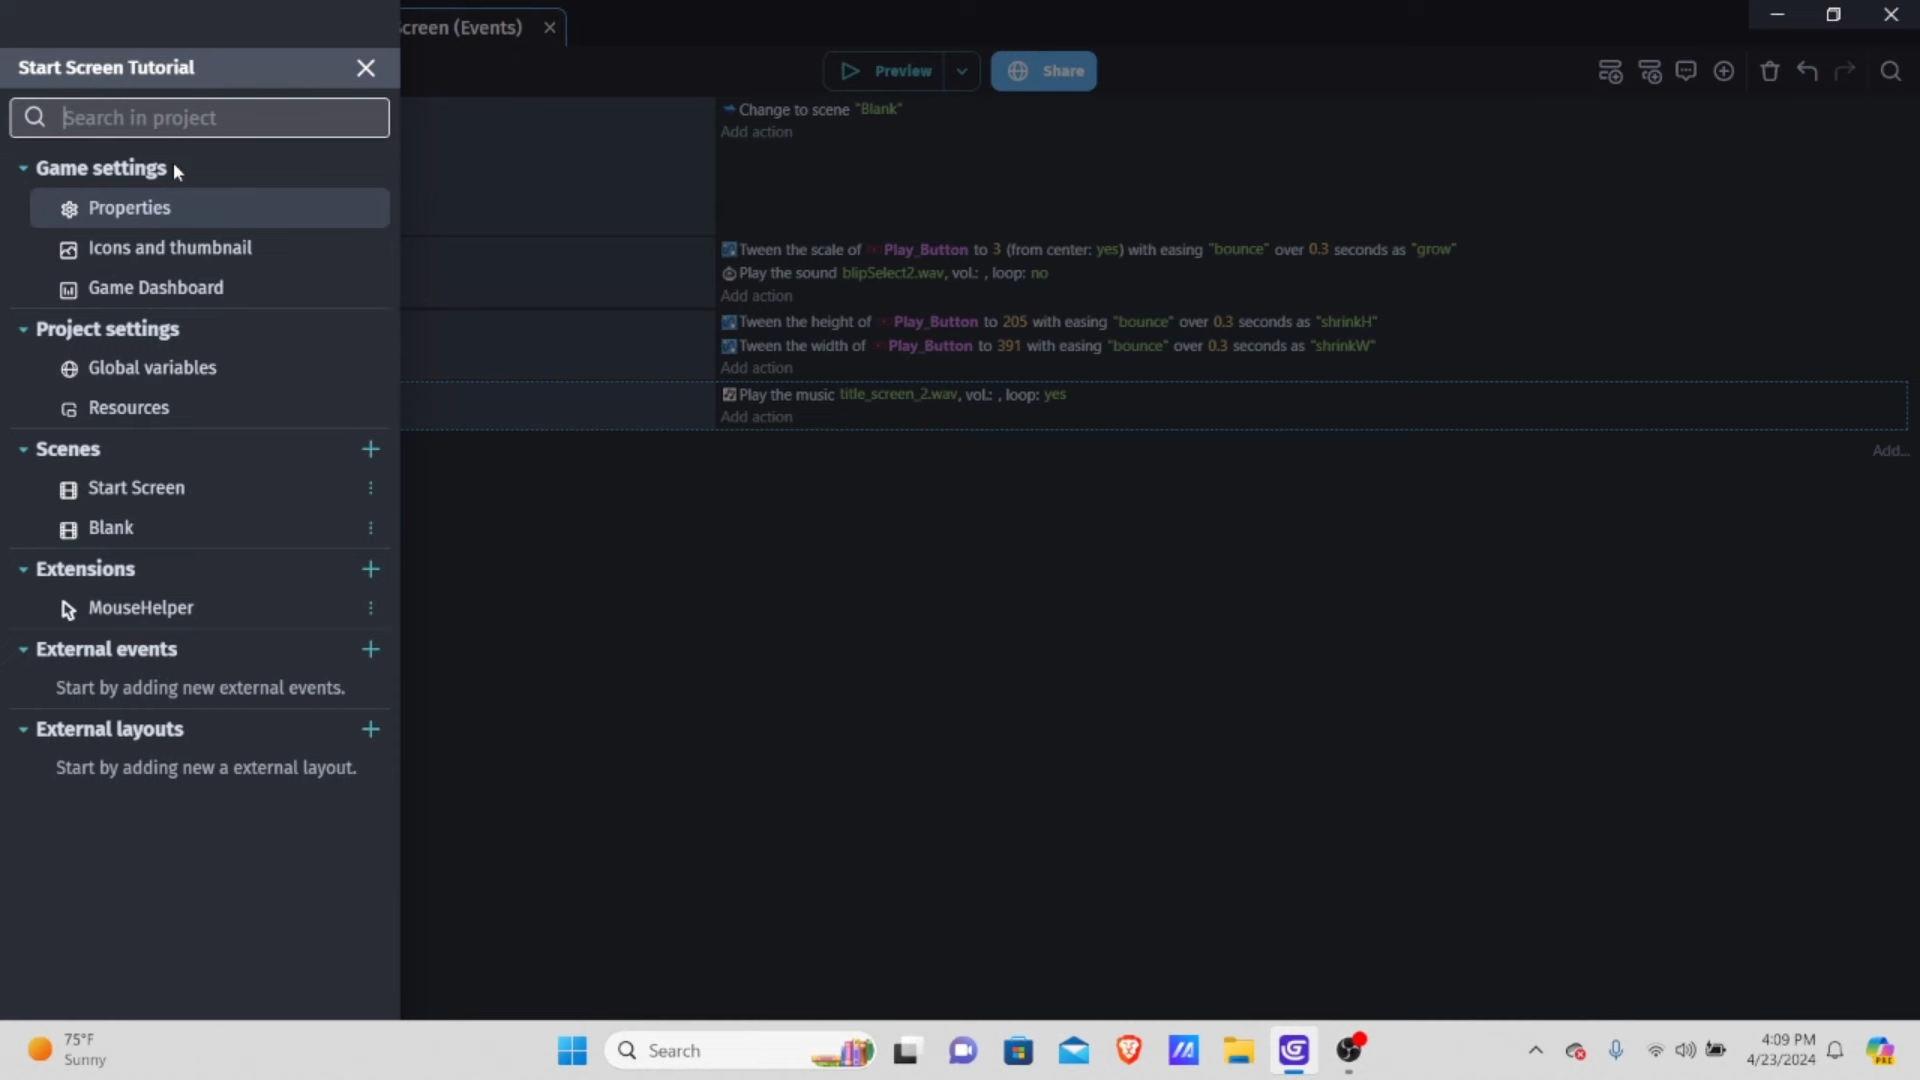 Screen (Events)
Start Screen Tutorial
Search in project
Preview
Share
Game settings
Properties
Icons and thumbnail
Game Dashboard
Project settings
Global variables
Resources
Scenes
Start Screen
Blank
Extensions
MouseHelper
External events
Start by adding new external events.
External layouts
Start by adding new a external layout.
Change to scene "Blank"
Add action
Tween the scale of Play_Button to 3 (from center: yes) with easing "bounce" over 0.3 seconds as "grow"
Play the sound blipSelect2.wav, vol.: , loop: no
Add action
Tween the height of Play_Button to 205 with easing "bounce" over 0.3 seconds as "shrinkH"
Tween the width of Play_Button to 391 with easing "bounce" over 0.3 seconds as "shrinkW"
Add action
Play the music title_screen_2.wav, vol.: , loop: yes
Add action
Add...
75°F
Sunny
Search
4:09 PM
4/23/2024
PRE